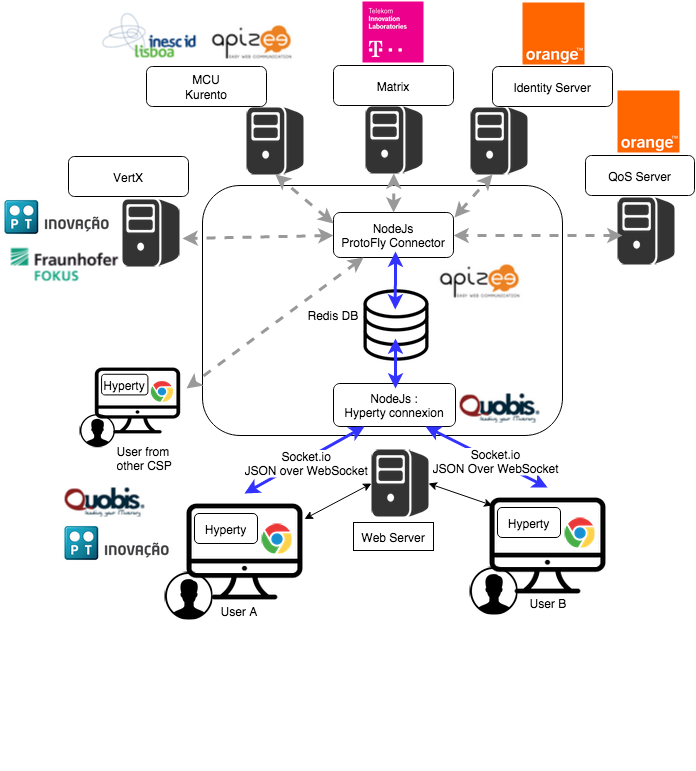 inesc id
lisboa
apizee
EASY WEB COMMUNICATION
Telekom
Innovation
Laboratories
T
orange™
MCU
Kurento
Matrix
Identity Server
orange™
VertX
QoS Server
PT INOVAÇÃO
Fraunhofer
FOKUS
NodeJs
ProtoFly Connector
apizee
EASY WEB COMMUNICATION
Redis DB
Hyperty
NodeJs :
Hyperty connexion
Quobis®
leading your ITinerary
User from
other CSP
Socket.io
JSON over WebSocket
Socket.io
JSON Over WebSocket
Quobis®
leading your ITinerary
PT INOVAÇÃO
Hyperty
Web Server
Hyperty
User A
User B